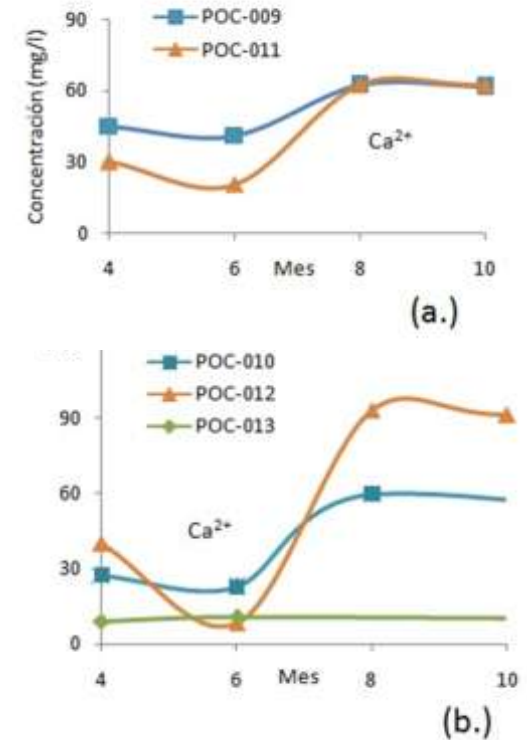 POC-009
POC-011
Concentración (mg/l)
90
60
30
0
Ca²⁺
4 6 Mes 8 10
(a.)
POC-010
POC-012
POC-013
90
60
30
0
Ca²⁺
4 6 Mes 8 10
(b.)